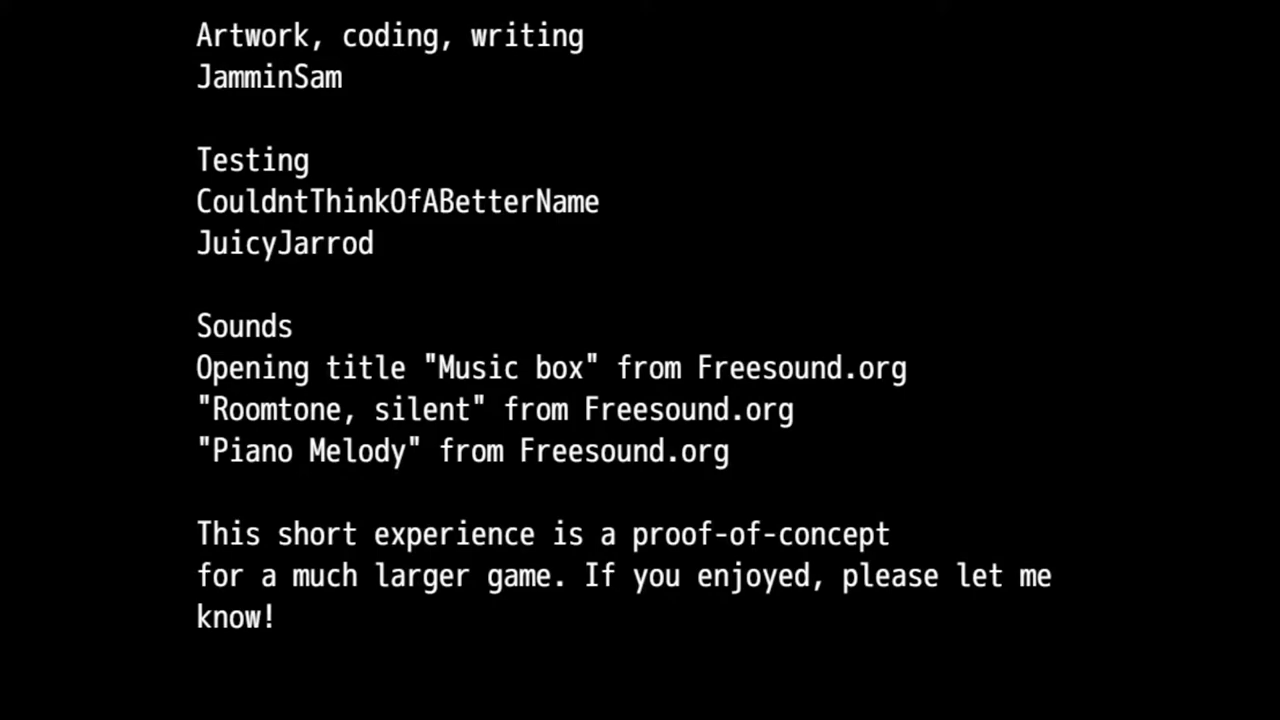 Artwork, coding, writing
JamminSam
Testing
CouldntThinkOfABetterName
JuicyJarrod
Sounds
Opening title "Music box" from Freesound.org
"Roomtone, silent" from Freesound.org
"Piano Melody" from Freesound.org
This short experience is a proof-of-concept
for a much larger game. If you enjoyed, please let me
know!